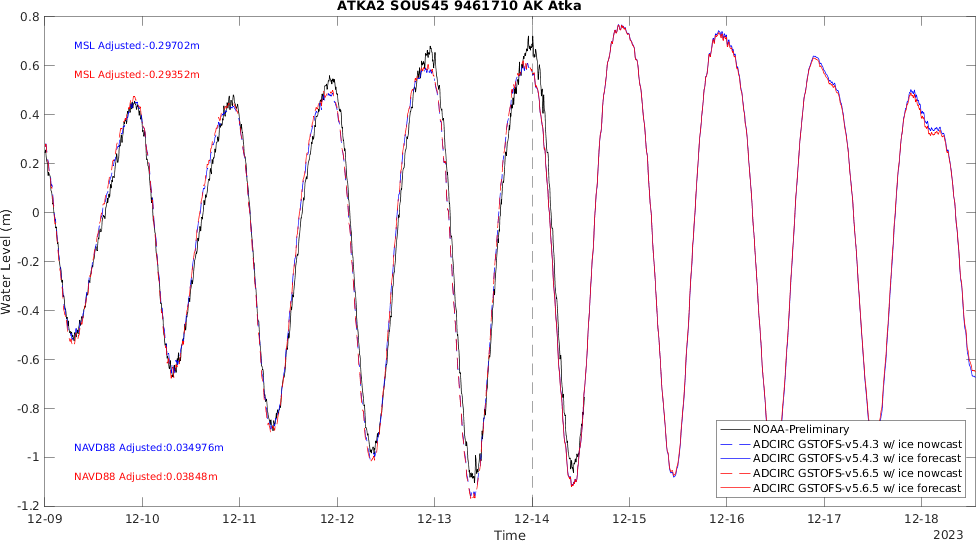 ATKA2 SOUS45 9461710 AK Atka
0.8
0.6
0.4
0.2
0
-0.2
-0.4
-0.6
-0.8
-1
-1.2
Water Level (m)
MSL Adjusted:-0.29702m
MSL Adjusted:-0.29352m
NAVD88 Adjusted:0.034976m
NAVD88 Adjusted:0.03848m
NOAA-Preliminary
ADCIRC GSTOFS-v5.4.3 w/ ice nowcast
ADCIRC GSTOFS-v5.4.3 w/ ice forecast
ADCIRC GSTOFS-v5.6.5 w/ ice nowcast
ADCIRC GSTOFS-v5.6.5 w/ ice forecast
12-09 12-10 12-11 12-12 12-13 12-14 12-15 12-16 12-17 12-18
Time
2023